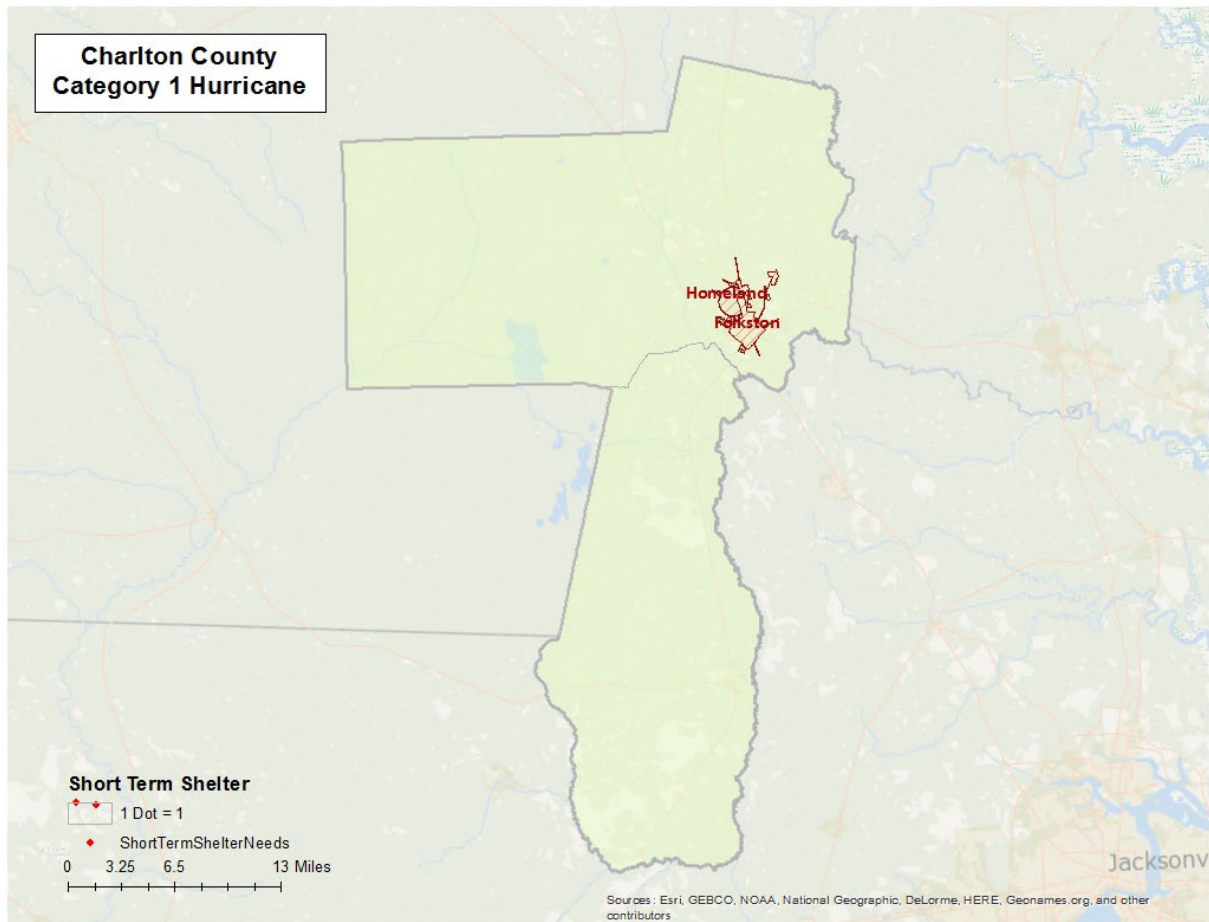 Charlton County
Category 1 Hurricane
Homeland
Folkston
Short Term Shelter
1 Dot = 1
ShortTermShelterNeeds
0 3.25 6.5 13 Miles
Jacksonv
Sources: Esri, GEBCO, NOAA, National Geographic, DeLorme, HERE, Geonames.org, and other
contributors